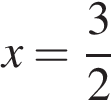 x = 3/2